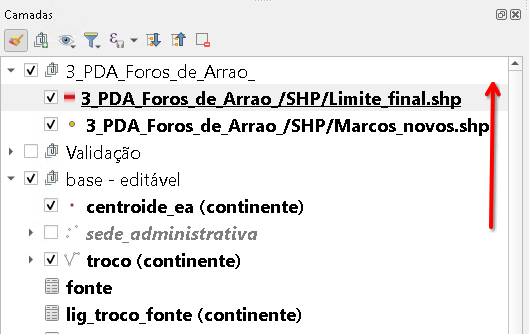 Camadas
3_PDA_Foros_de_Arrao_
3_PDA_Foros_de_Arrao_/SHP/Limite_final.shp
3_PDA_Foros_de_Arrao_/SHP/Marcos_novos.shp
Validação
base - editável
centroide_ea (continente)
sede_administrativa
troco (continente)
fonte
lig_troco_fonte (continente)